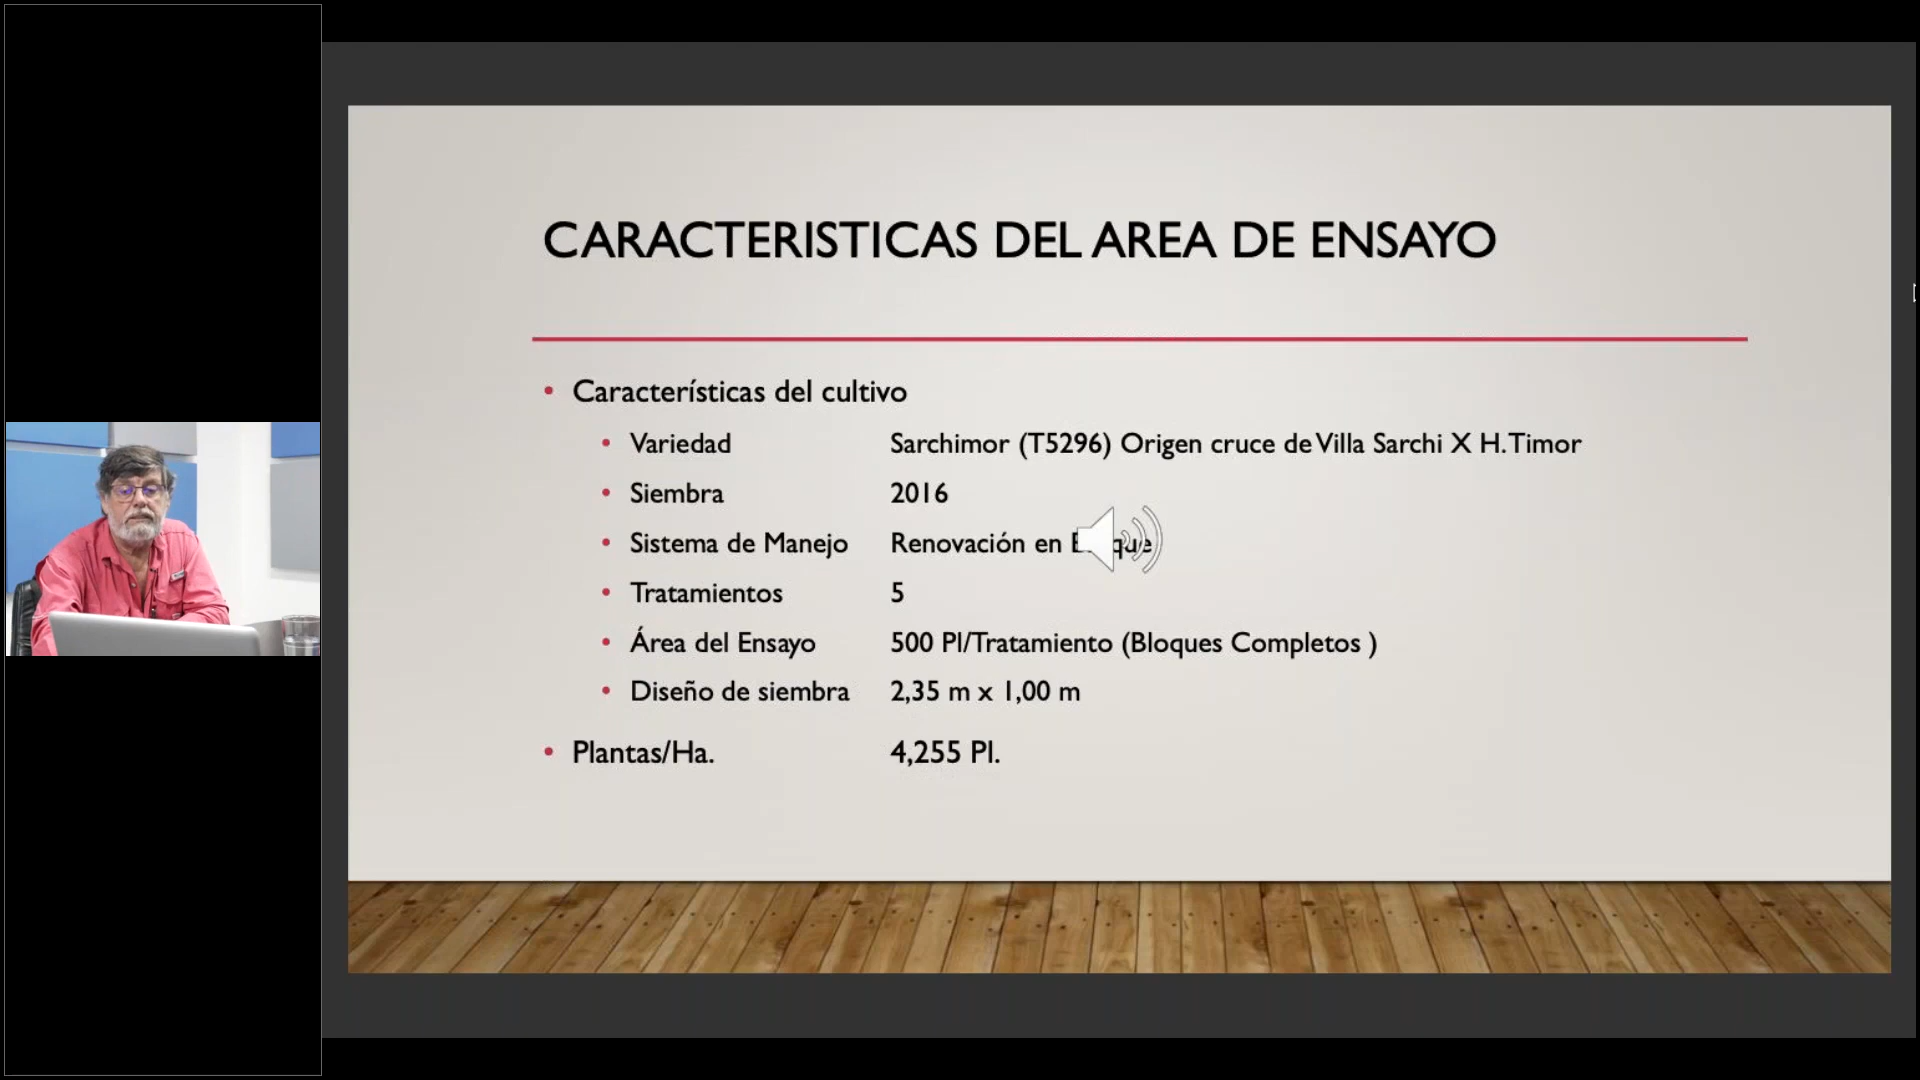 CARACTERISTICAS DEL AREA DE ENSAYO
• Características del cultivo
• Variedad Sarchimor (T5296) Origen cruce de Villa Sarchi X H. Timor
• Siembra 2016
• Sistema de Manejo Renovación en
• Tratamientos 5
• Área del Ensayo 500 Pl/Tratamiento (Bloques Completos )
• Diseño de siembra 2,35 m x 1,00 m
• Plantas/Ha. 4,255 Pl.